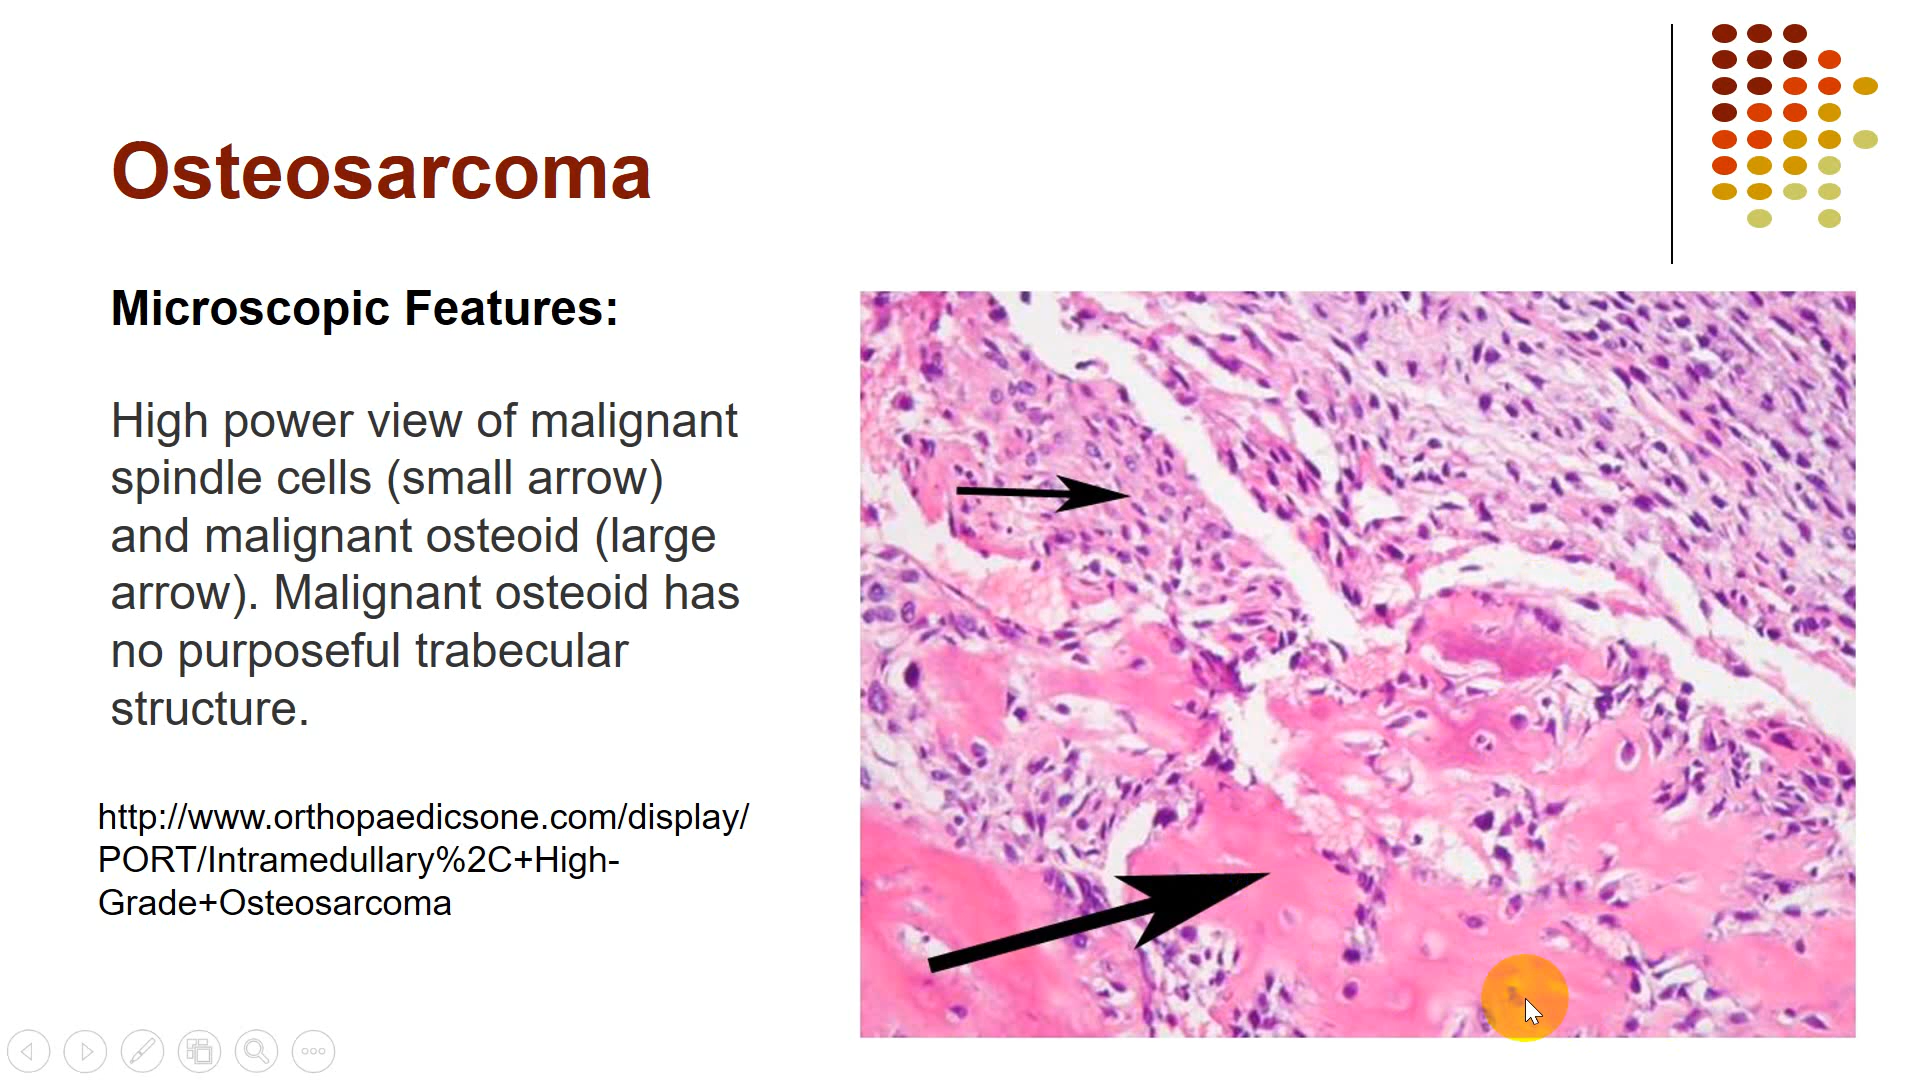 Osteosarcoma
Microscopic Features:
High power view of malignant
spindle cells (small arrow)
and malignant osteoid (large
arrow). Malignant osteoid has
no purposeful trabecular
structure.
http://www.orthopaedicsone.com/display/
PORT/Intramedullary%2C+High-
Grade+Osteosarcoma